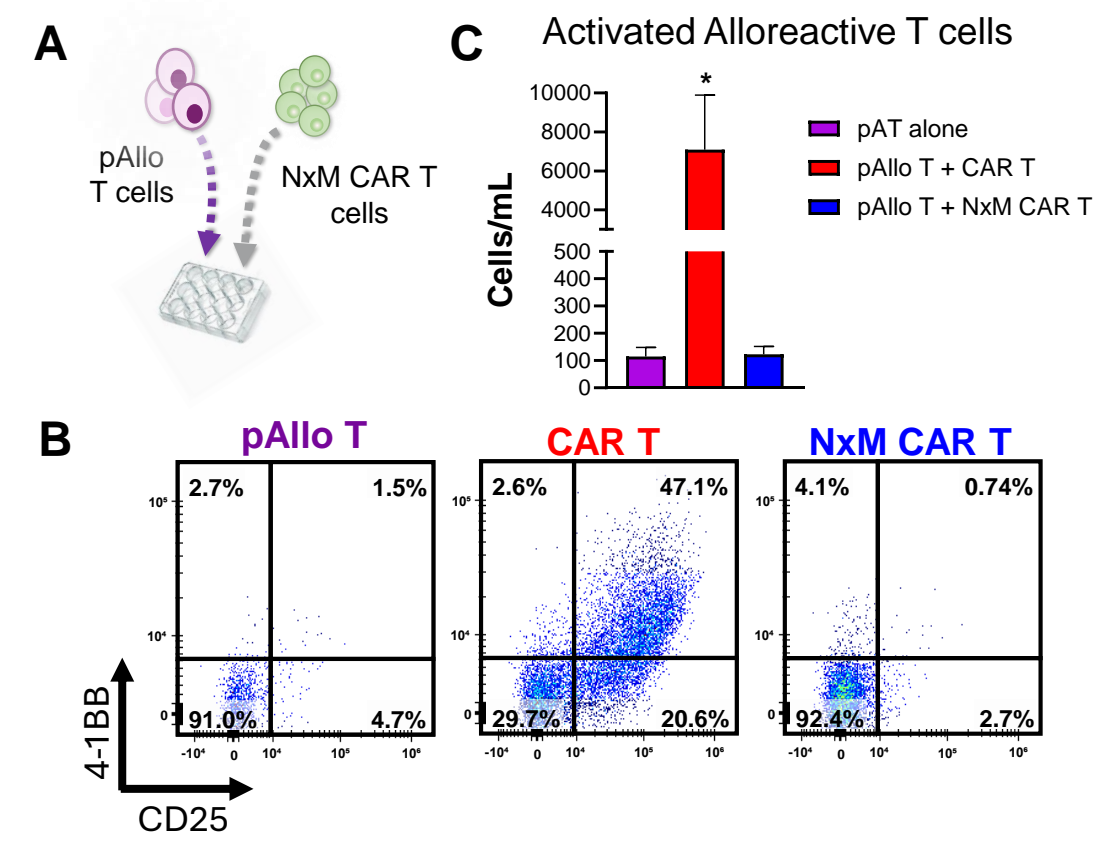 A
pAllo
T cells
NxM CAR T
cells
C
Activated Alloreactive T cells
*
Cells/mL
10000
8000
6000
4000
500
400
300
200
100
0
pAT alone
pAllo T + CAR T
pAllo T + NxM CAR T
B
pAllo T
2.7%
1.5%
10⁵
10⁴
0
91.0%
4.7%
-10⁴
0
10⁴
10⁵
10⁶
CAR T
2.6%
47.1%
10⁵
10⁴
0
29.7%
20.6%
-10⁴
0
10⁴
10⁵
10⁶
NxM CAR T
4.1%
0.74%
10⁵
10⁴
0
92.4%
2.7%
-10⁴
0
10⁴
10⁵
10⁶
4-1BB
CD25